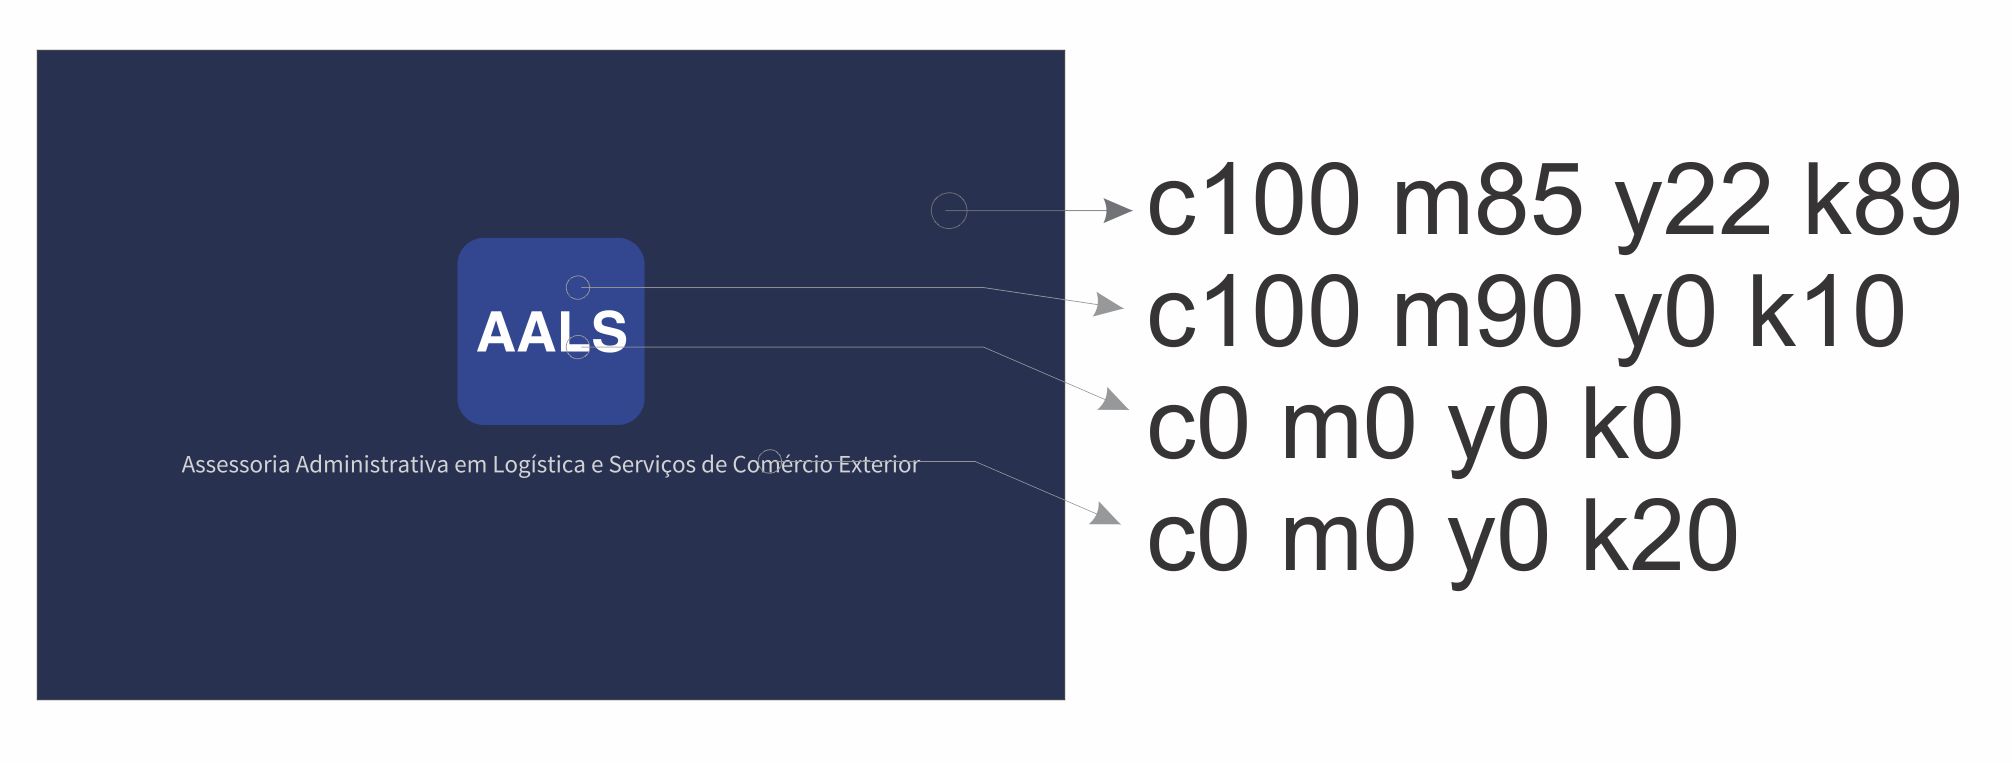 AALS
Assessoria Administrativa em Logística e Serviços de Comércio Exterior
c100 m85 y22 k89
c100 m90 y0 k10
c0 m0 y0 k0
c0 m0 y0 k20